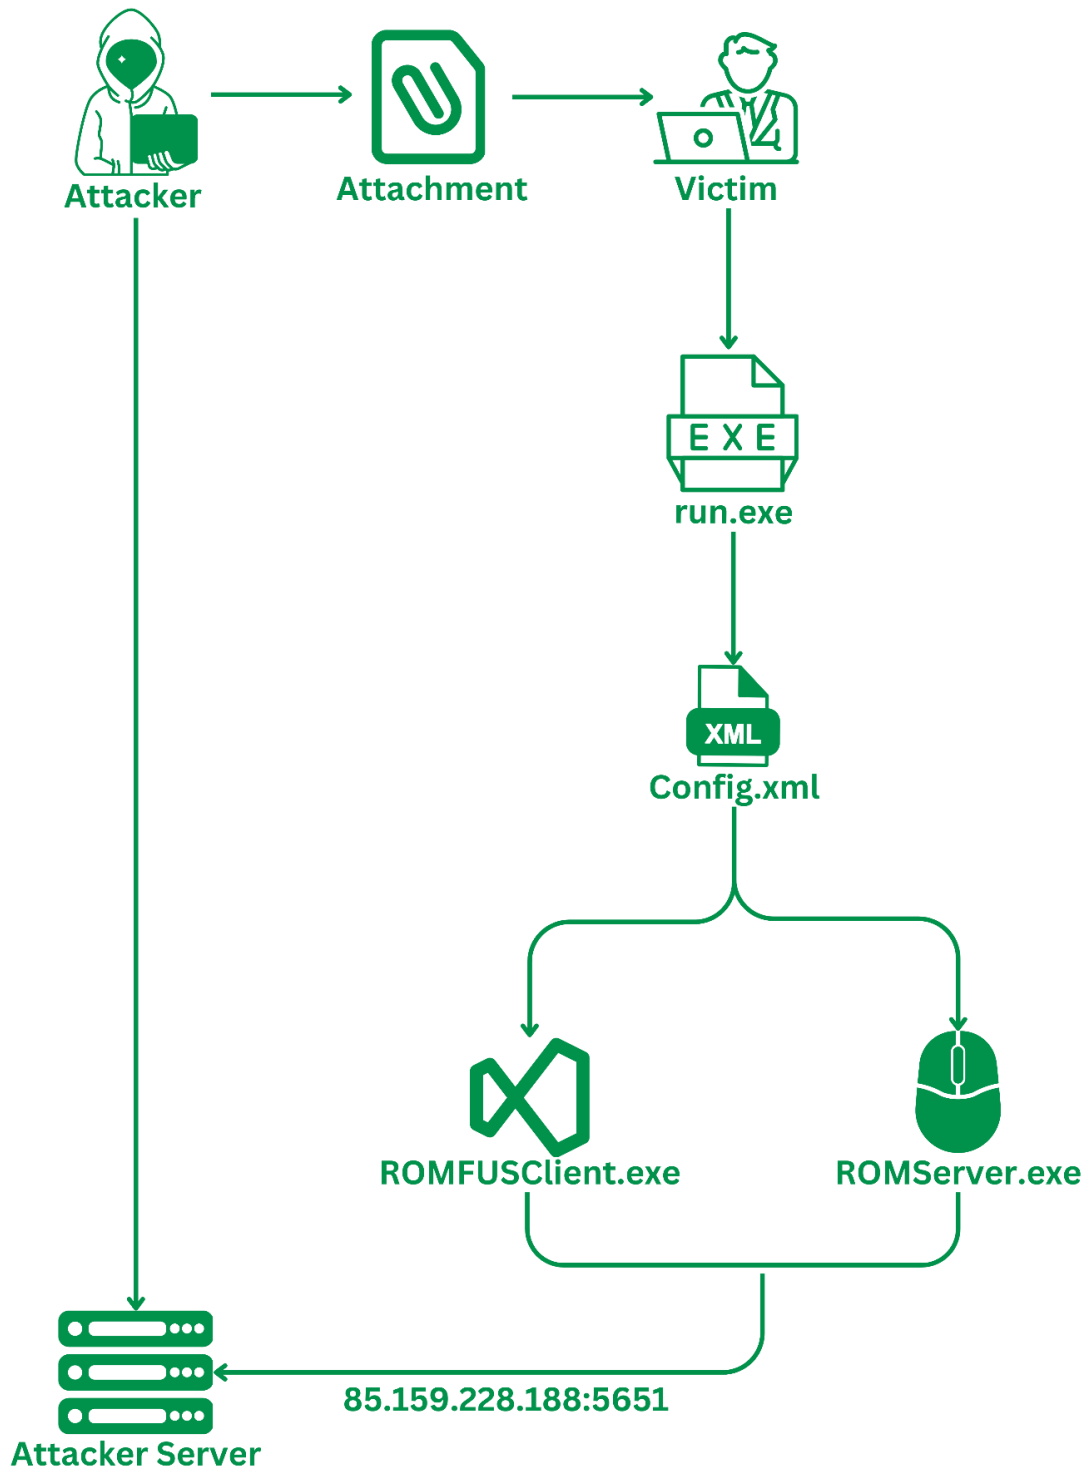 Attacker
Attachment
Victim
EXE
run.exe
XML
Config.xml
ROMFUSClient.exe
ROMServer.exe
85.159.228.188:5651
Attacker Server